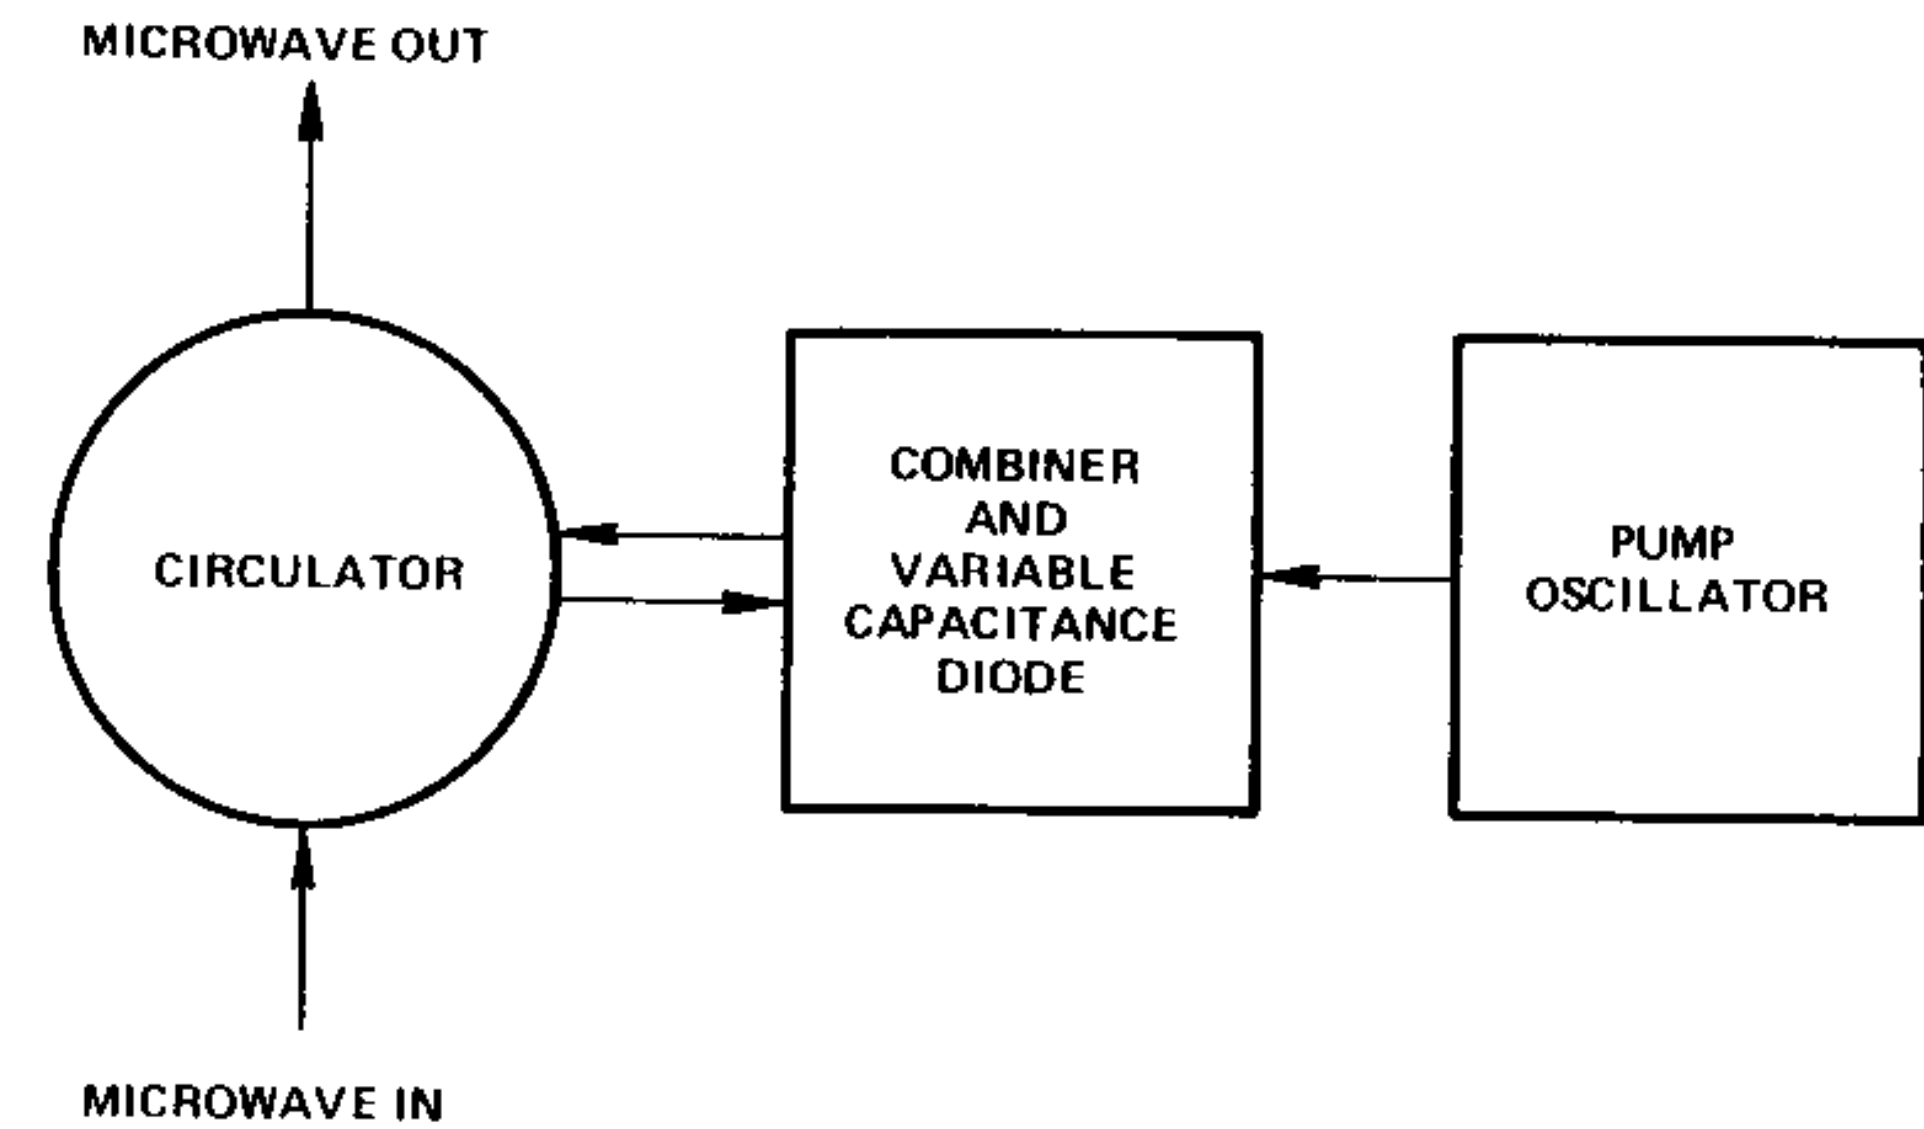 MICROWAVE OUT
CIRCULATOR
COMBINER
AND
VARIABLE
CAPACITANCE
DIODE
PUMP
OSCILLATOR
MICROWAVE IN